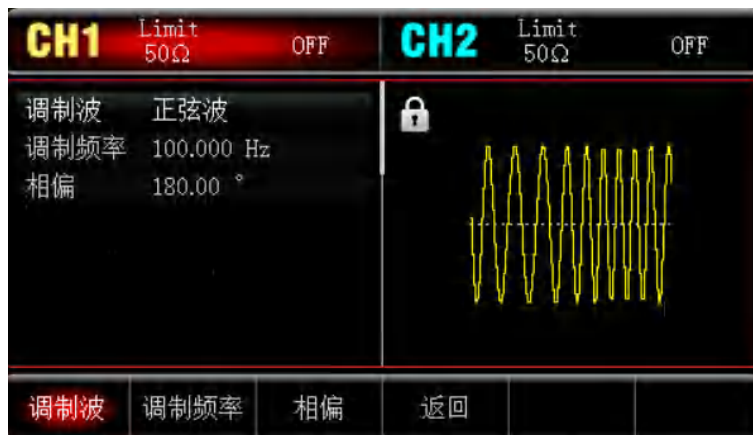 CH1 Limit 50Ω OFF
CH2 Limit 50Ω OFF
调制波 正弦波
调制频率 100.000 Hz
相偏 180.00 °
调制波 调制频率 相偏 返回